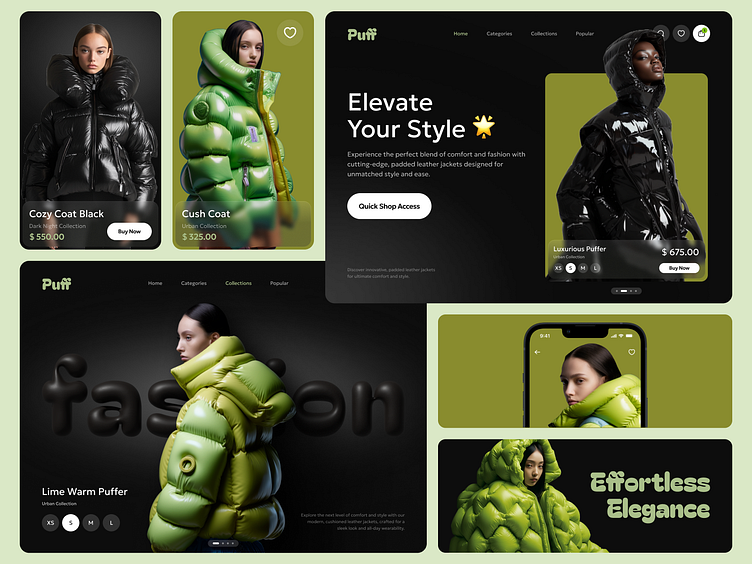 Cozy Coat Black
Dark Night Collection
$ 550.00
Buy Now
Cush Coat
Urban Collection
$ 325.00
Puff
Home
Categories
Collections
Popular
Elevate
Your Style
Experience the perfect blend of comfort and fashion with
cutting-edge, padded leather jackets designed for
unmatched style and ease.
Quick Shop Access
Discover innovative, padded leather jackets
for ultimate comfort and style.
Luxurious Puffer
Urban Collection
$ 675.00
XS
S
M
L
Buy Now
Puff
Home
Categories
Collections
Popular
fas on
Lime Warm Puffer
Urban Collection
XS
S
M
L
Explore the next level of comfort and style with our
modern, cushioned leather jackets, crafted for a
sleek look and all-day wearability.
9:41
Effortless
Elegance